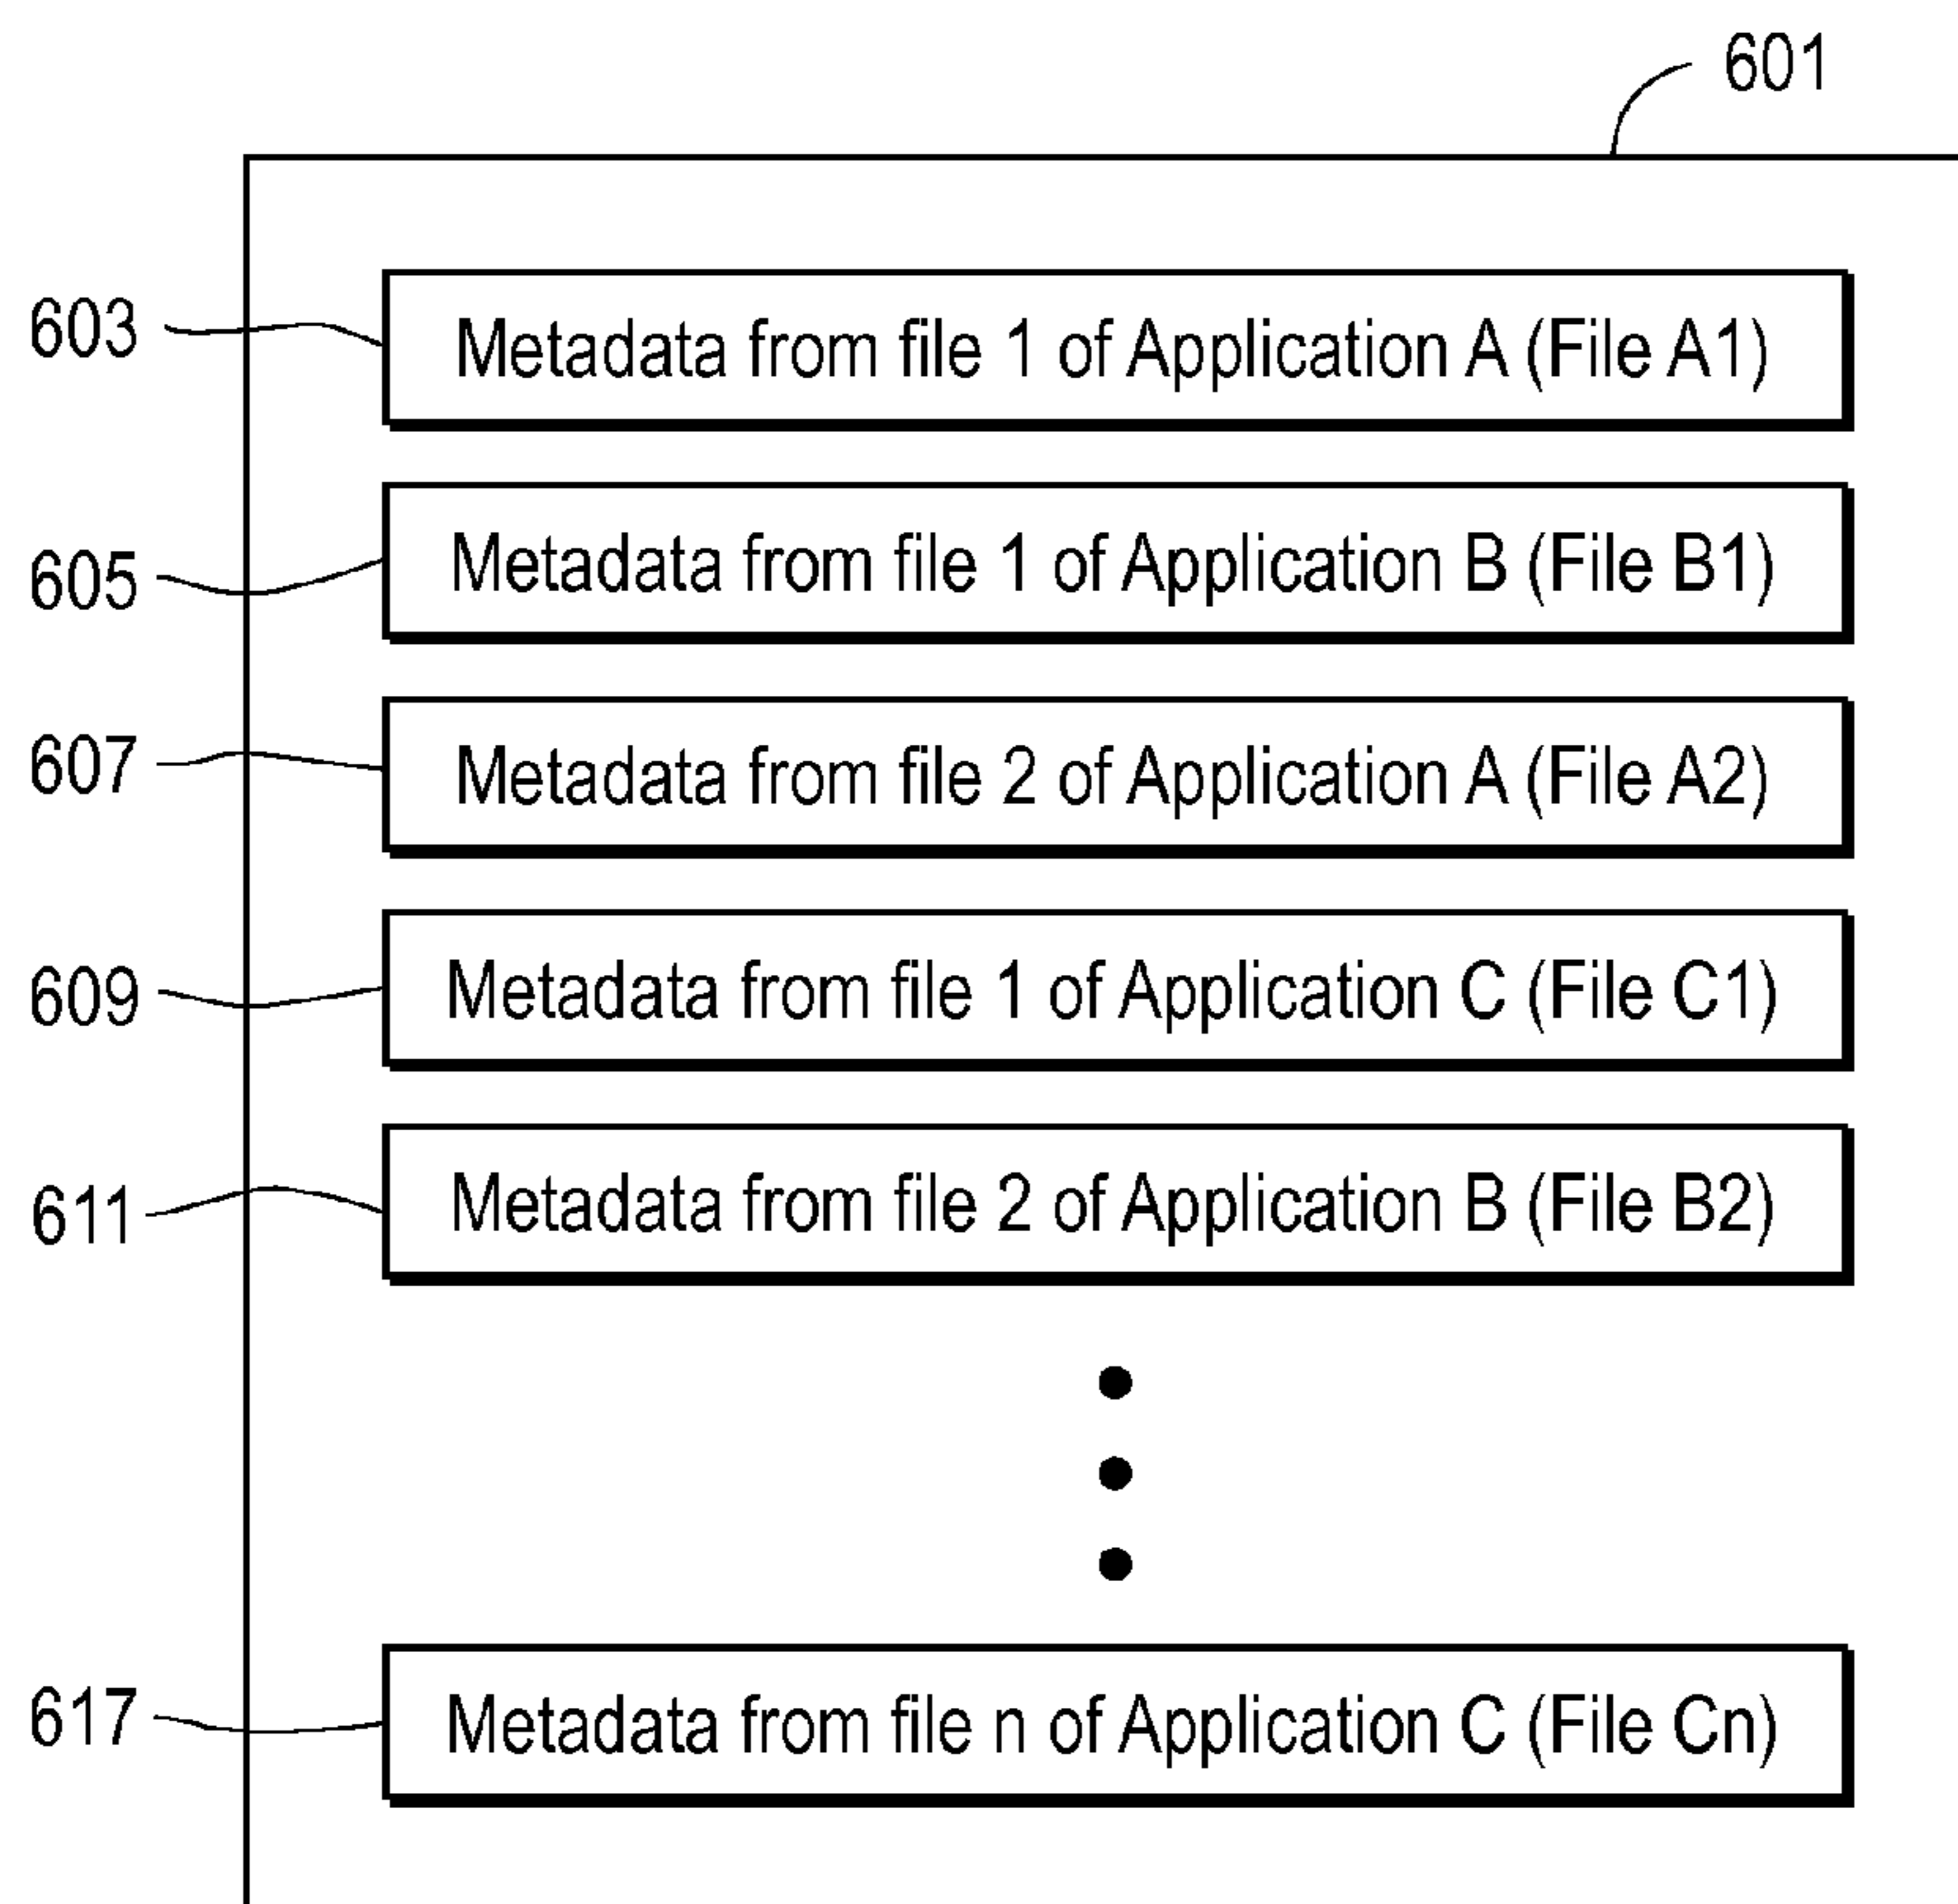 601
603 Metadata from file 1 of Application A (File A1)
605 Metadata from file 1 of Application B (File B1)
607 Metadata from file 2 of Application A (File A2)
609 Metadata from file 1 of Application C (File C1)
611 Metadata from file 2 of Application B (File B2)
617 Metadata from file n of Application C (File Cn)